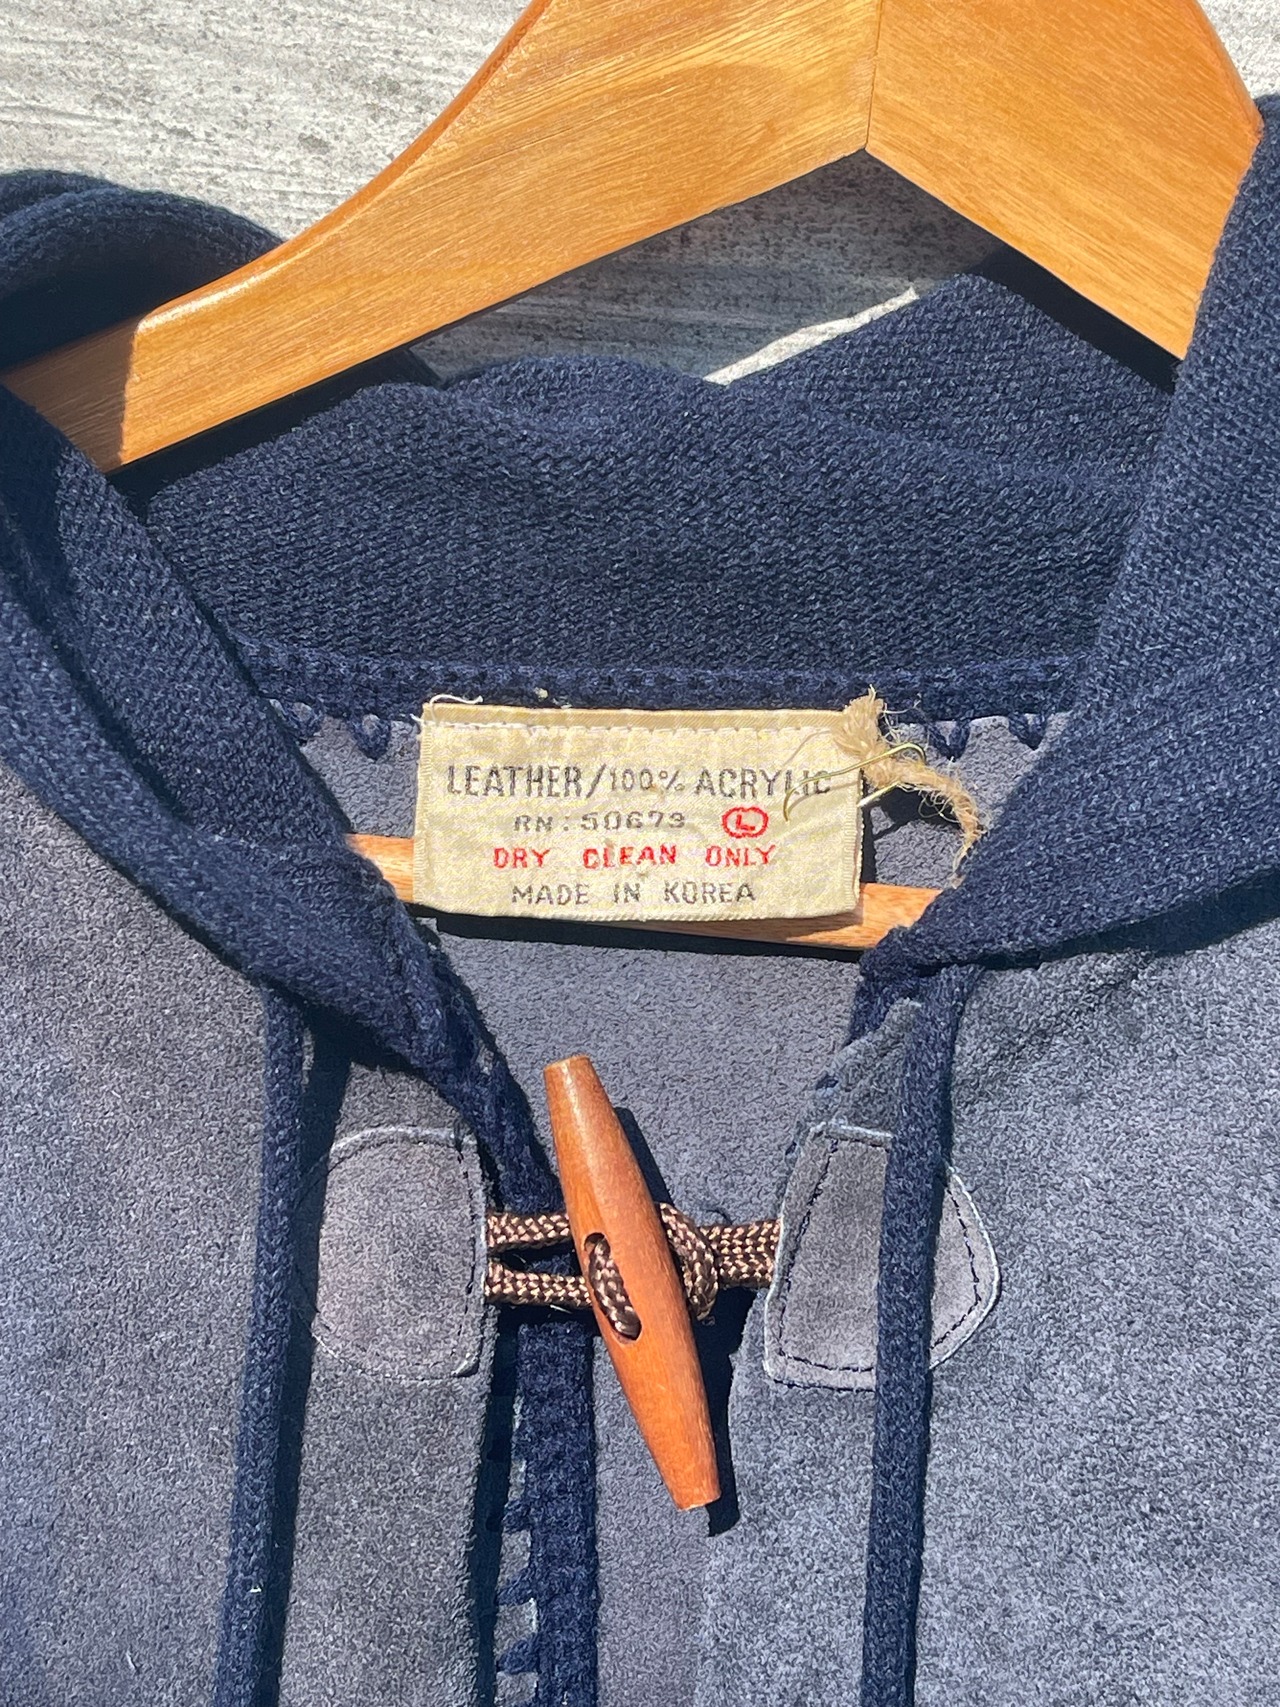 LEATHER/100% ACRYLIC
RN: 50673 L
DRY CLEAN ONLY
MADE IN KOREA